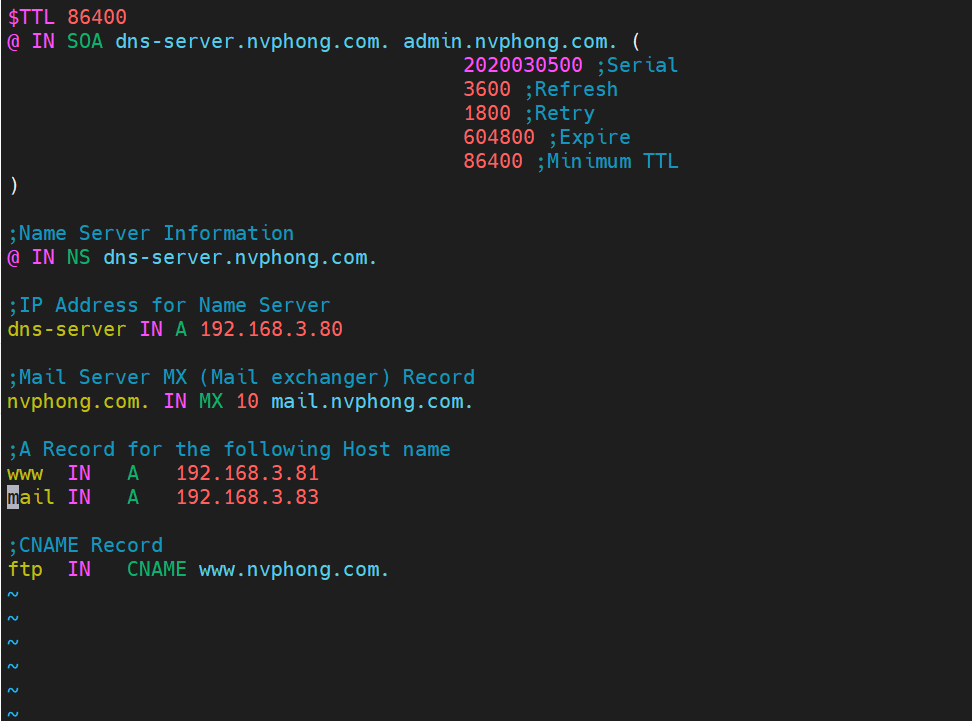 $TTL 86400
@ IN SOA dns-server.nvphong.com. admin.nvphong.com. (
2020030500 ;Serial
3600 ;Refresh
1800 ;Retry
604800 ;Expire
86400 ;Minimum TTL
)
;Name Server Information
@ IN NS dns-server.nvphong.com.
;IP Address for Name Server
dns-server IN A 192.168.3.80
;Mail Server MX (Mail exchanger) Record
nvphong.com. IN MX 10 mail.nvphong.com.
;A Record for the following Host name
www IN A 192.168.3.81
mail IN A 192.168.3.83
;CNAME Record
ftp IN CNAME www.nvphong.com.
~
~
~
~
~
~